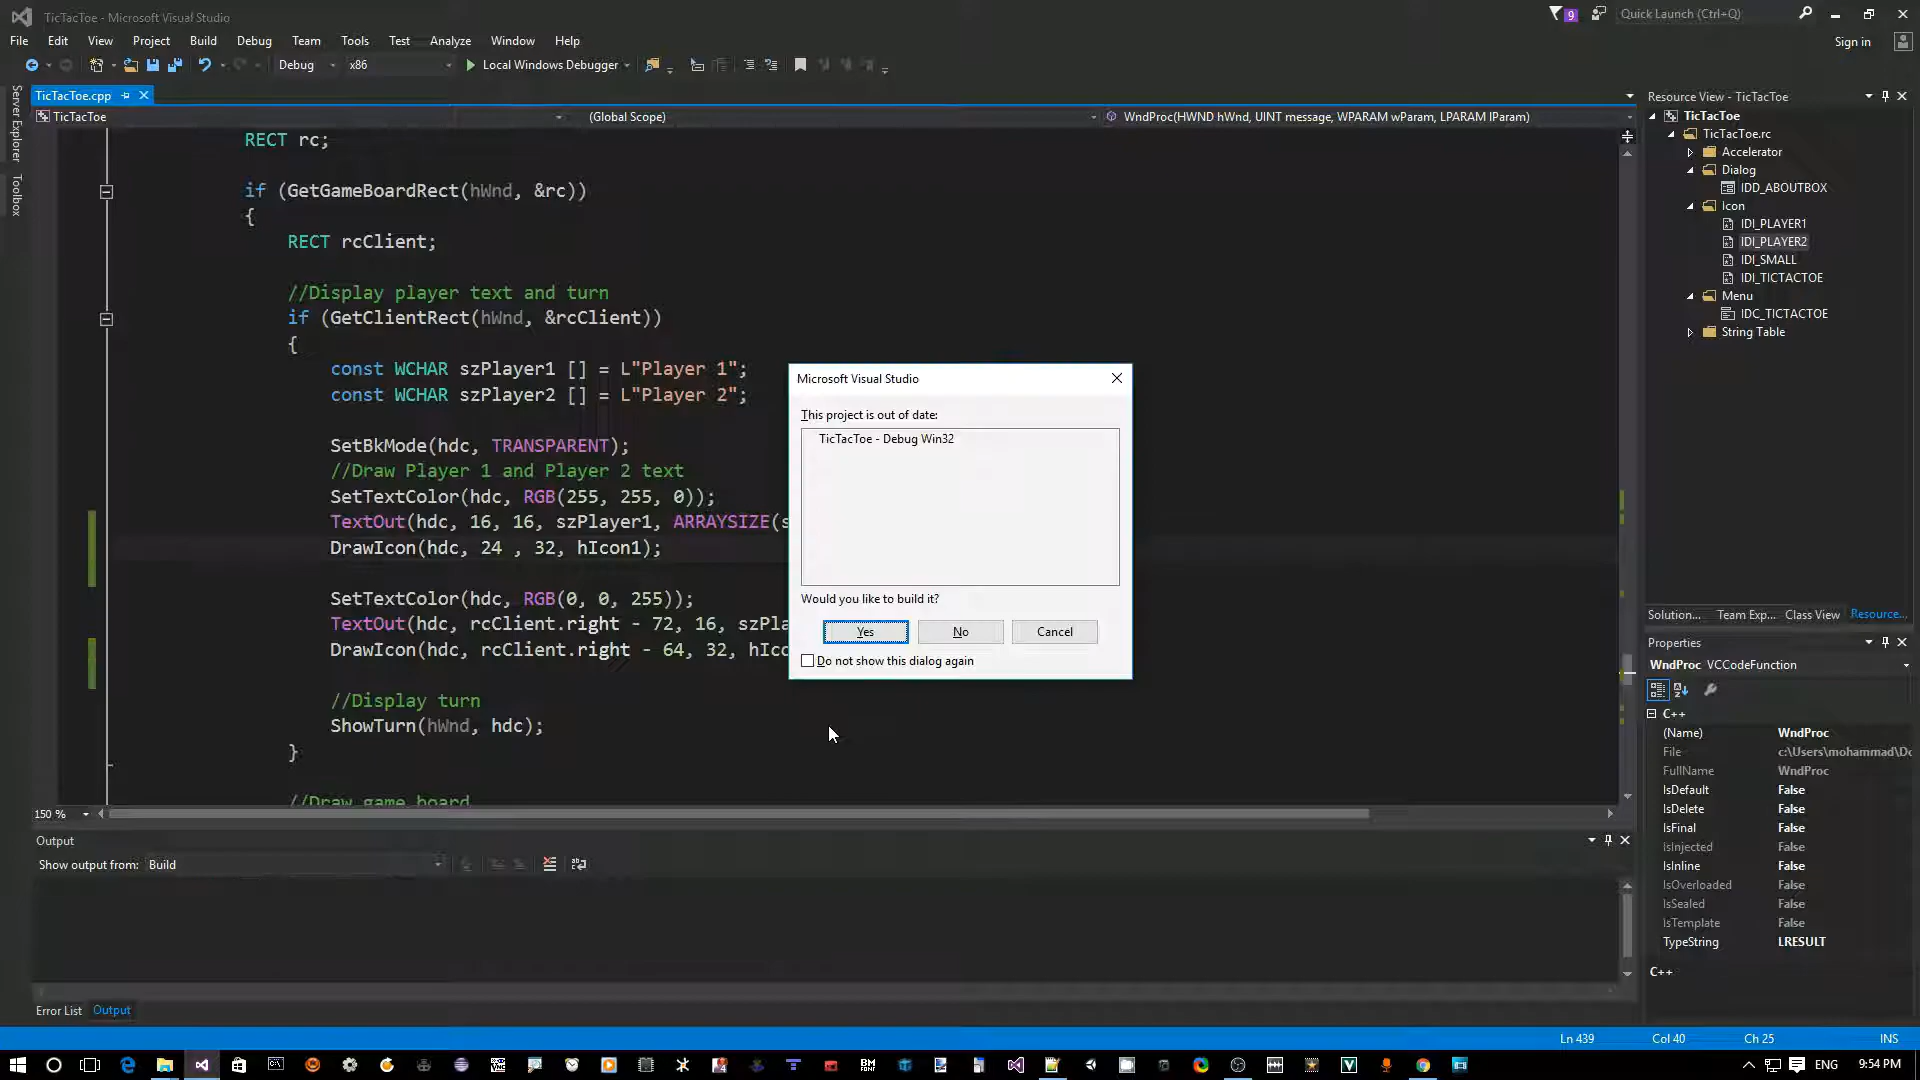 TicTacToe - Microsoft Visual Studio
9
Quick Launch (Ctrl+Q)
File Edit View Project Build Debug Team Tools Test Analyze Window Help
Sign in
Debug x86 Local Windows Debugger
Server Explorer
Toolbox
TicTacToe.cpp
TicTacToe (Global Scope) WndProc(HWND hWnd, UINT message, WPARAM wParam, LPARAM lParam)
RECT rc;
if (GetGameBoardRect(hWnd, &rc))
{
RECT rcClient;
//Display player text and turn
if (GetClientRect(hWnd, &rcClient))
{
const WCHAR szPlayer1 [] = L"Player 1";
const WCHAR szPlayer2 [] = L"Player 2";
SetBkMode(hdc, TRANSPARENT);
//Draw Player 1 and Player 2 text
SetTextColor(hdc, RGB(255, 255, 0));
TextOut(hdc, 16, 16, szPlayer1, ARRAYSIZE(s
DrawIcon(hdc, 24 , 32, hIcon1);
SetTextColor(hdc, RGB(0, 0, 255));
TextOut(hdc, rcClient.right - 72, 16, szPla
DrawIcon(hdc, rcClient.right - 64, 32, hIco
//Display turn
ShowTurn(hWnd, hdc);
}
//Draw game board
150 %
Microsoft Visual Studio
This project is out of date:
TicTacToe - Debug Win32
Would you like to build it?
Yes No Cancel
Do not show this dialog again
Resource View - TicTacToe
TicTacToe
TicTacToe.rc
Accelerator
Dialog
IDD_ABOUTBOX
Icon
IDI_PLAYER1
IDI_PLAYER2
IDI_SMALL
IDI_TICTACTOE
Menu
IDC_TICTACTOE
String Table
Solution... Team Exp... Class View Resource...
Properties
WndProc VCCodeFunction
C++
(Name) WndProc
File c:\Users\mohammad\Dc
FullName WndProc
IsDefault False
IsDelete False
IsFinal False
IsInjected False
IsInline False
IsOverloaded False
IsSealed False
IsTemplate False
TypeString LRESULT
C++
Output
Show output from: Build
Error List Output
Ln 439 Col 40 Ch 25 INS
ENG 9:54 PM